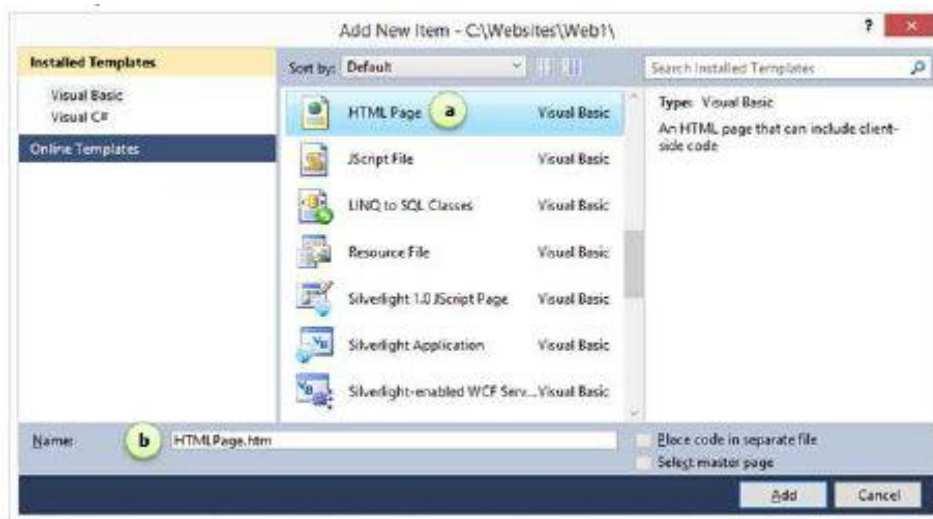 Add New Item - C:\Websites\Web1\
?
Installed Templates
Visual Basic
Visual C#
Online Templates
Sort by: Default
Search Installed Templates
HTML Page a Visual Basic
JScript File Visual Basic
LINQ to SQL Classes Visual Basic
Resource File Visual Basic
Silverlight 1.0 JScript Page Visual Basic
Silverlight Application Visual Basic
Silverlight-enabled WCF Serv... Visual Basic
Type: Visual Basic
An HTML page that can include client-
side code
Name: b HTMLPage.htm
Place code in separate file
Select master page
Add Cancel